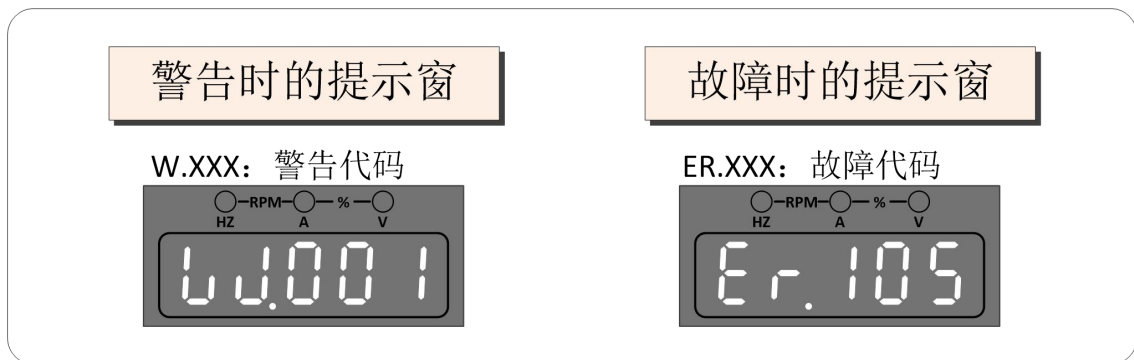 警告时的提示窗
故障时的提示窗
W.XXX：警告代码
ER.XXX：故障代码
RPM %
HZ A V
W.001
RPM %
HZ A V
Er.105